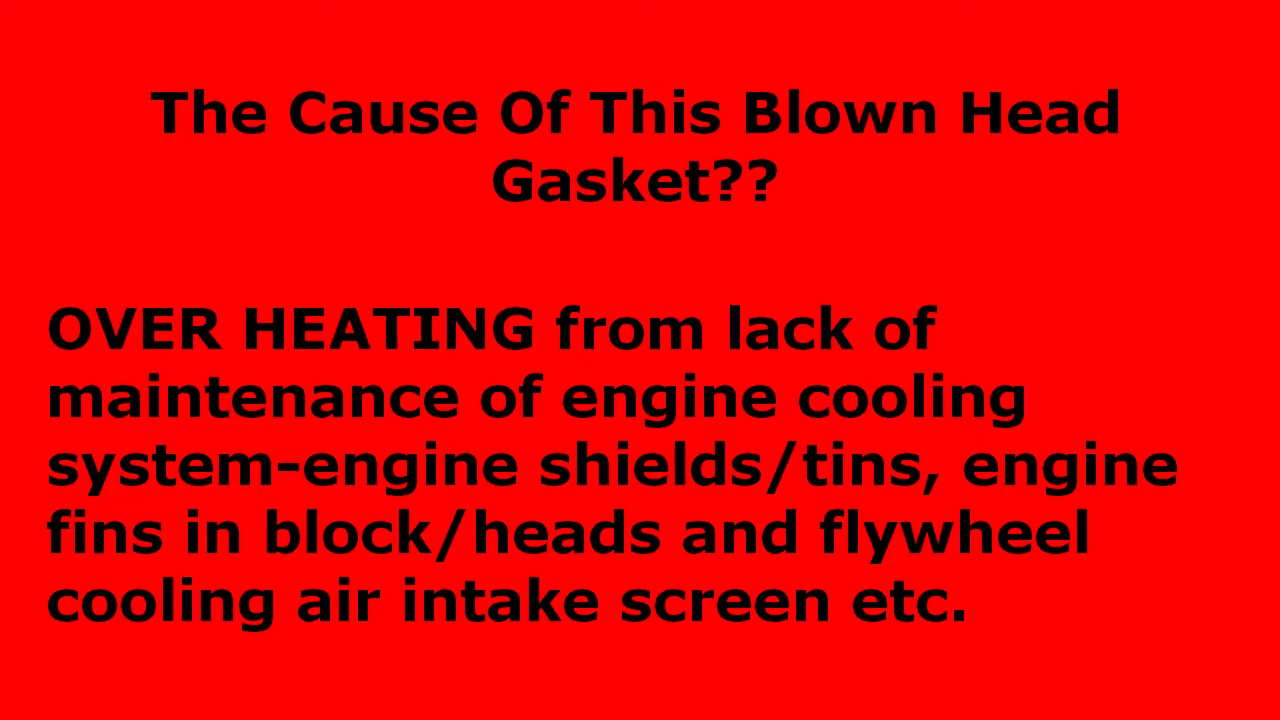 The Cause Of This Blown Head
Gasket??
OVER HEATING from lack of
maintenance of engine cooling
system-engine shields/tins, engine
fins in block/heads and flywheel
cooling air intake screen etc.